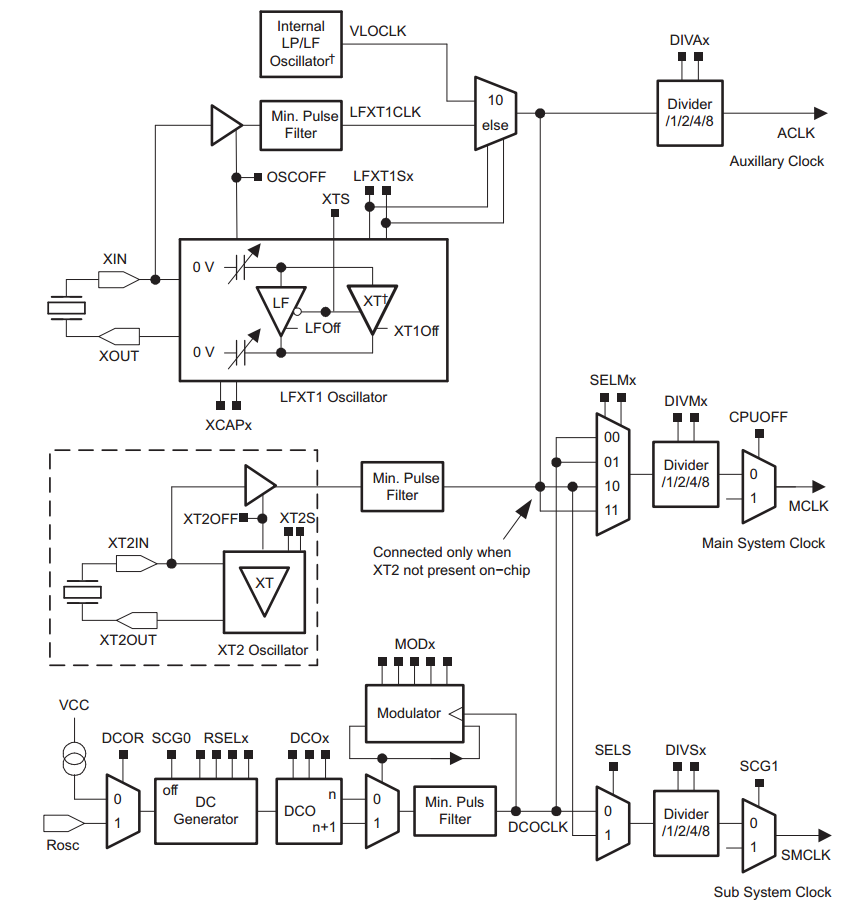 Internal
LP/LF
Oscillator†
VLOCLK
DIVAx
10
else
Divider
/1/2/4/8
ACLK
Auxillary Clock
Min. Pulse
Filter
LFXT1CLK
OSCOFF
LFXT1Sx
XTS
XIN
0 V
LF
XT†
LFOff
XT1Off
0 V
XOUT
LFXT1 Oscillator
XCAPx
SELMx
DIVMx
CPUOFF
00
01
10
11
Divider
/1/2/4/8
0
1
MCLK
Main System Clock
Min. Pulse
Filter
Connected only when
XT2 not present on−chip
XT2OFF
XT2S
XT2IN
XT
XT2OUT
XT2 Oscillator
MODx
Modulator
VCC
DCOR
SCG0
RSELx
DCOx
0
1
off
DC
Generator
DCO
n
n+1
0
1
Min. Puls
Filter
DCOCLK
Rosc
SELS
DIVSx
SCG1
0
1
Divider
/1/2/4/8
0
1
SMCLK
Sub System Clock